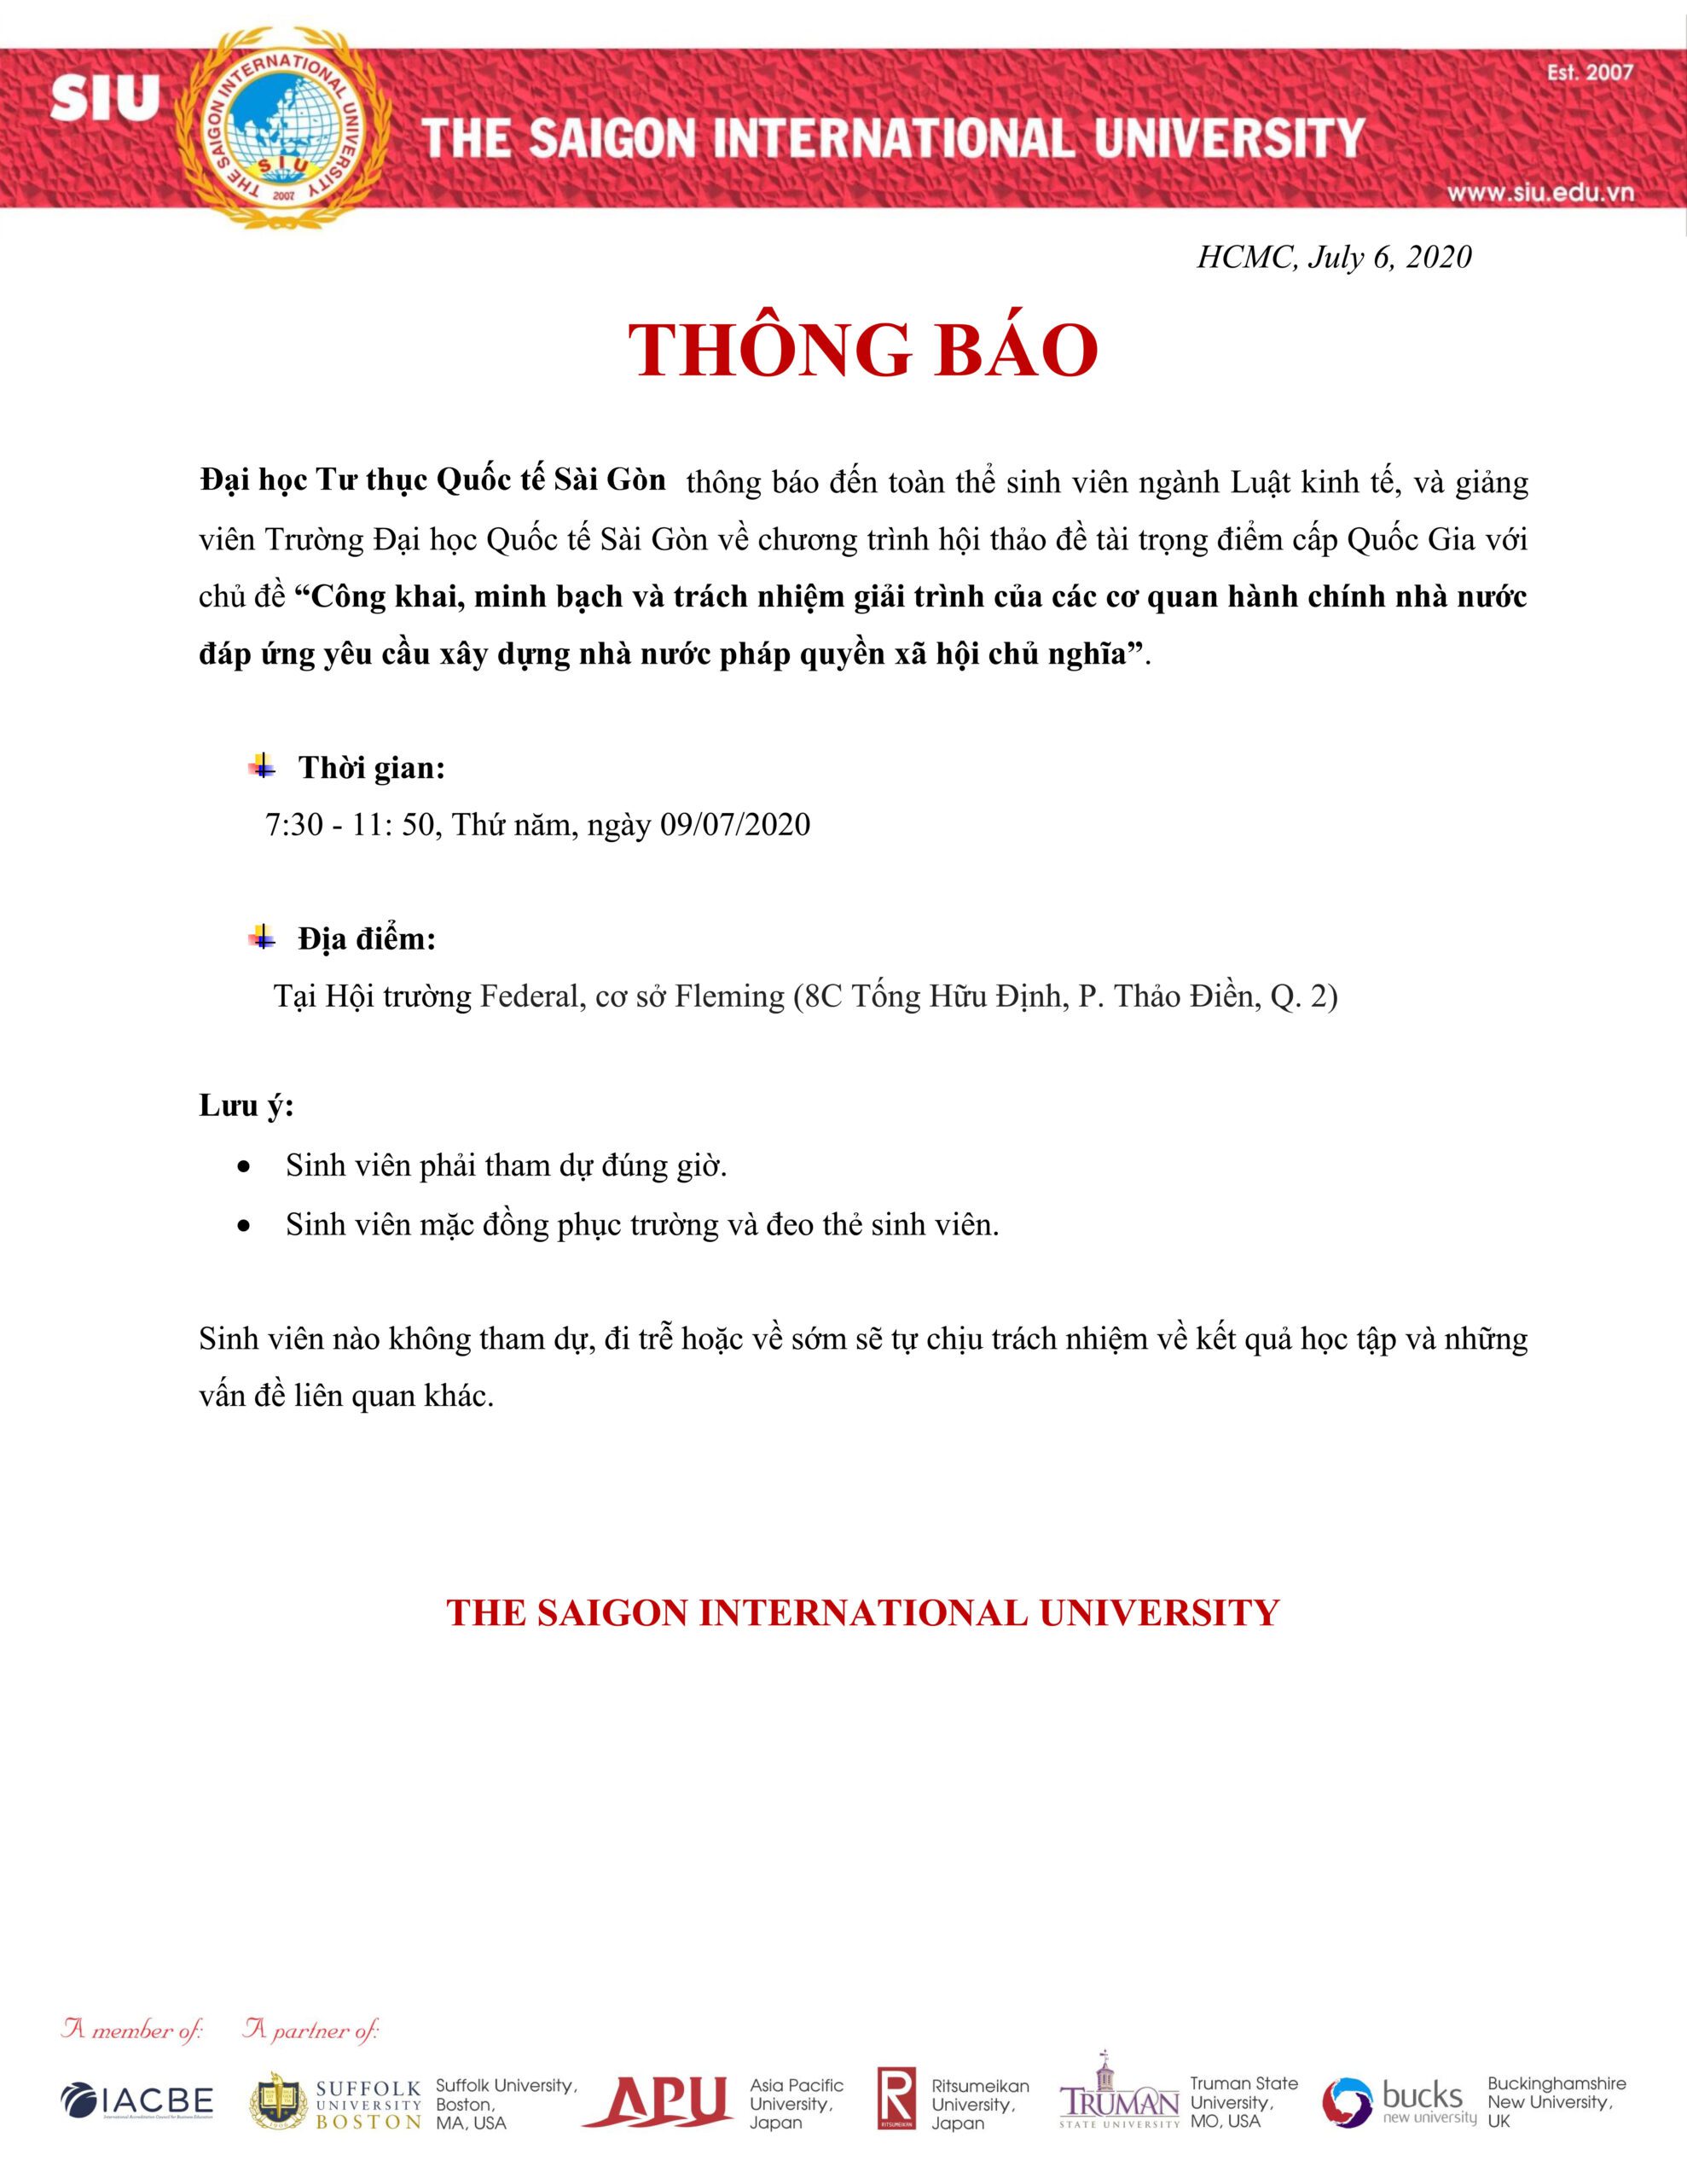 SIU
THE SAIGON INTERNATIONAL UNIVERSITY
SIU
2007
Est. 2007
THE SAIGON INTERNATIONAL UNIVERSITY
www.siu.edu.vn
HCMC, July 6, 2020
THÔNG BÁO
Đại học Tư thục Quốc tế Sài Gòn thông báo đến toàn thể sinh viên ngành Luật kinh tế, và giảng
viên Trường Đại học Quốc tế Sài Gòn về chương trình hội thảo đề tài trọng điểm cấp Quốc Gia với
chủ đề “Công khai, minh bạch và trách nhiệm giải trình của các cơ quan hành chính nhà nước
đáp ứng yêu cầu xây dựng nhà nước pháp quyền xã hội chủ nghĩa”.
Thời gian:
7:30 - 11: 50, Thứ năm, ngày 09/07/2020
Địa điểm:
Tại Hội trường Federal, cơ sở Fleming (8C Tống Hữu Định, P. Thảo Điền, Q. 2)
Lưu ý:
• Sinh viên phải tham dự đúng giờ.
• Sinh viên mặc đồng phục trường và đeo thẻ sinh viên.
Sinh viên nào không tham dự, đi trễ hoặc về sớm sẽ tự chịu trách nhiệm về kết quả học tập và những
vấn đề liên quan khác.
THE SAIGON INTERNATIONAL UNIVERSITY
A member of:
A partner of:
IACBE
SUFFOLK
UNIVERSITY
BOSTON
Suffolk University,
Boston,
MA, USA
APU
Asia Pacific
University,
Japan
R
RITSUMEIKAN
Ritsumeikan
University,
Japan
TRUMAN
STATE UNIVERSITY
Truman State
University,
MO, USA
bucks
new university
Buckinghamshire
New University,
UK